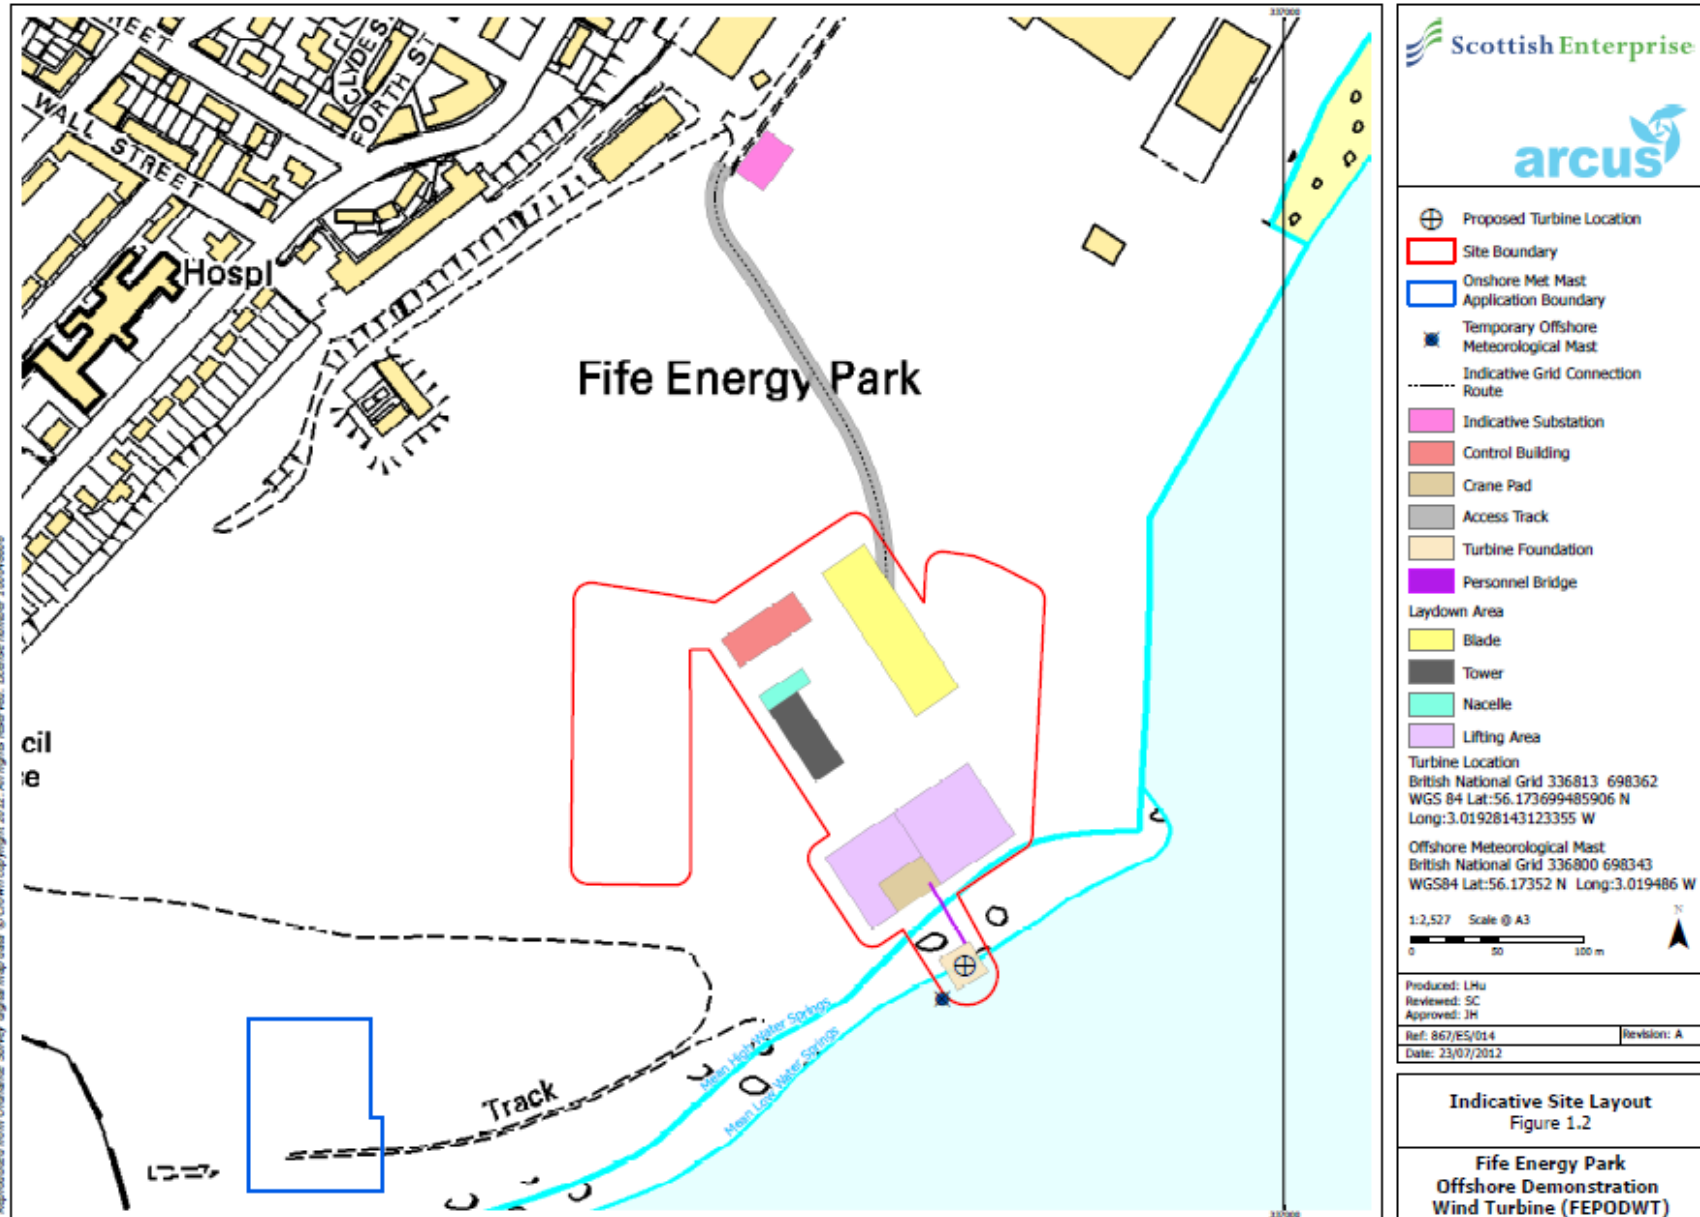 337000
REET
CLYDE S
FORTH ST
WALL STREET
Hospl
Fife Energy Park
cil
e
Mean High Water Springs
Mean Low Water Springs
Track
337000
Scottish Enterprise
arcus
Proposed Turbine Location
Site Boundary
Onshore Met Mast
Application Boundary
Temporary Offshore
Meteorological Mast
Indicative Grid Connection
Route
Indicative Substation
Control Building
Crane Pad
Access Track
Turbine Foundation
Personnel Bridge
Laydown Area
Blade
Tower
Nacelle
Lifting Area
Turbine Location
British National Grid 336813 698362
WGS 84 Lat:56.173699485906 N
Long:3.01928143123355 W
Offshore Meteorological Mast
British National Grid 336800 698343
WGS84 Lat:56.17352 N Long:3.019486 W
1:2,527 Scale @ A3
N
0 50 100 m
Produced: LHu
Reviewed: SC
Approved: JH
Ref: 867/ES/014 Revision: A
Date: 23/07/2012
Indicative Site Layout
Figure 1.2
Fife Energy Park
Offshore Demonstration
Wind Turbine (FEPODWT)